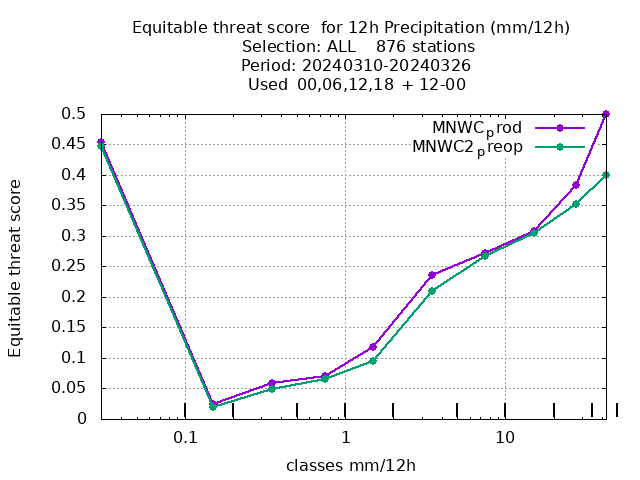 Equitable threat score  for 12h Precipitation (mm/12h)
Selection: ALL    876 stations
Period: 20240310-20240326
Used  00,06,12,18  + 12-00
MNWCprod
MNWC2preop
0.5
0.45
0.4
0.35
0.3
0.25
0.2
0.15
0.1
0.05
0
Equitable threat score
0.1 1 10
classes mm/12h